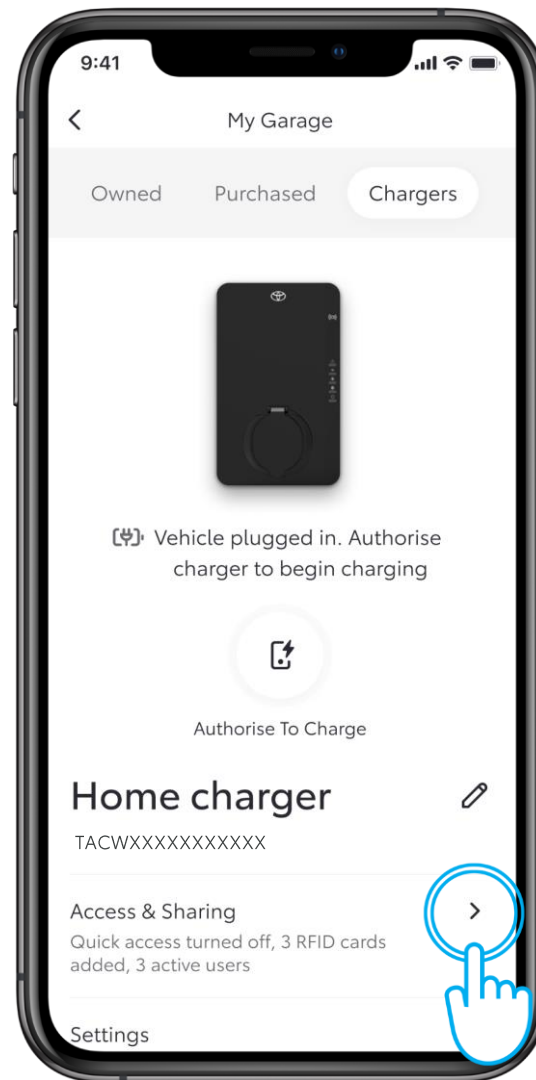 9:41
My Garage
Owned Purchased Chargers
Vehicle plugged in. Authorise
charger to begin charging
Authorise To Charge
Home charger
TACWXXXXXXXXXXX
Access & Sharing
Quick access turned off, 3 RFID cards
added, 3 active users
Settings